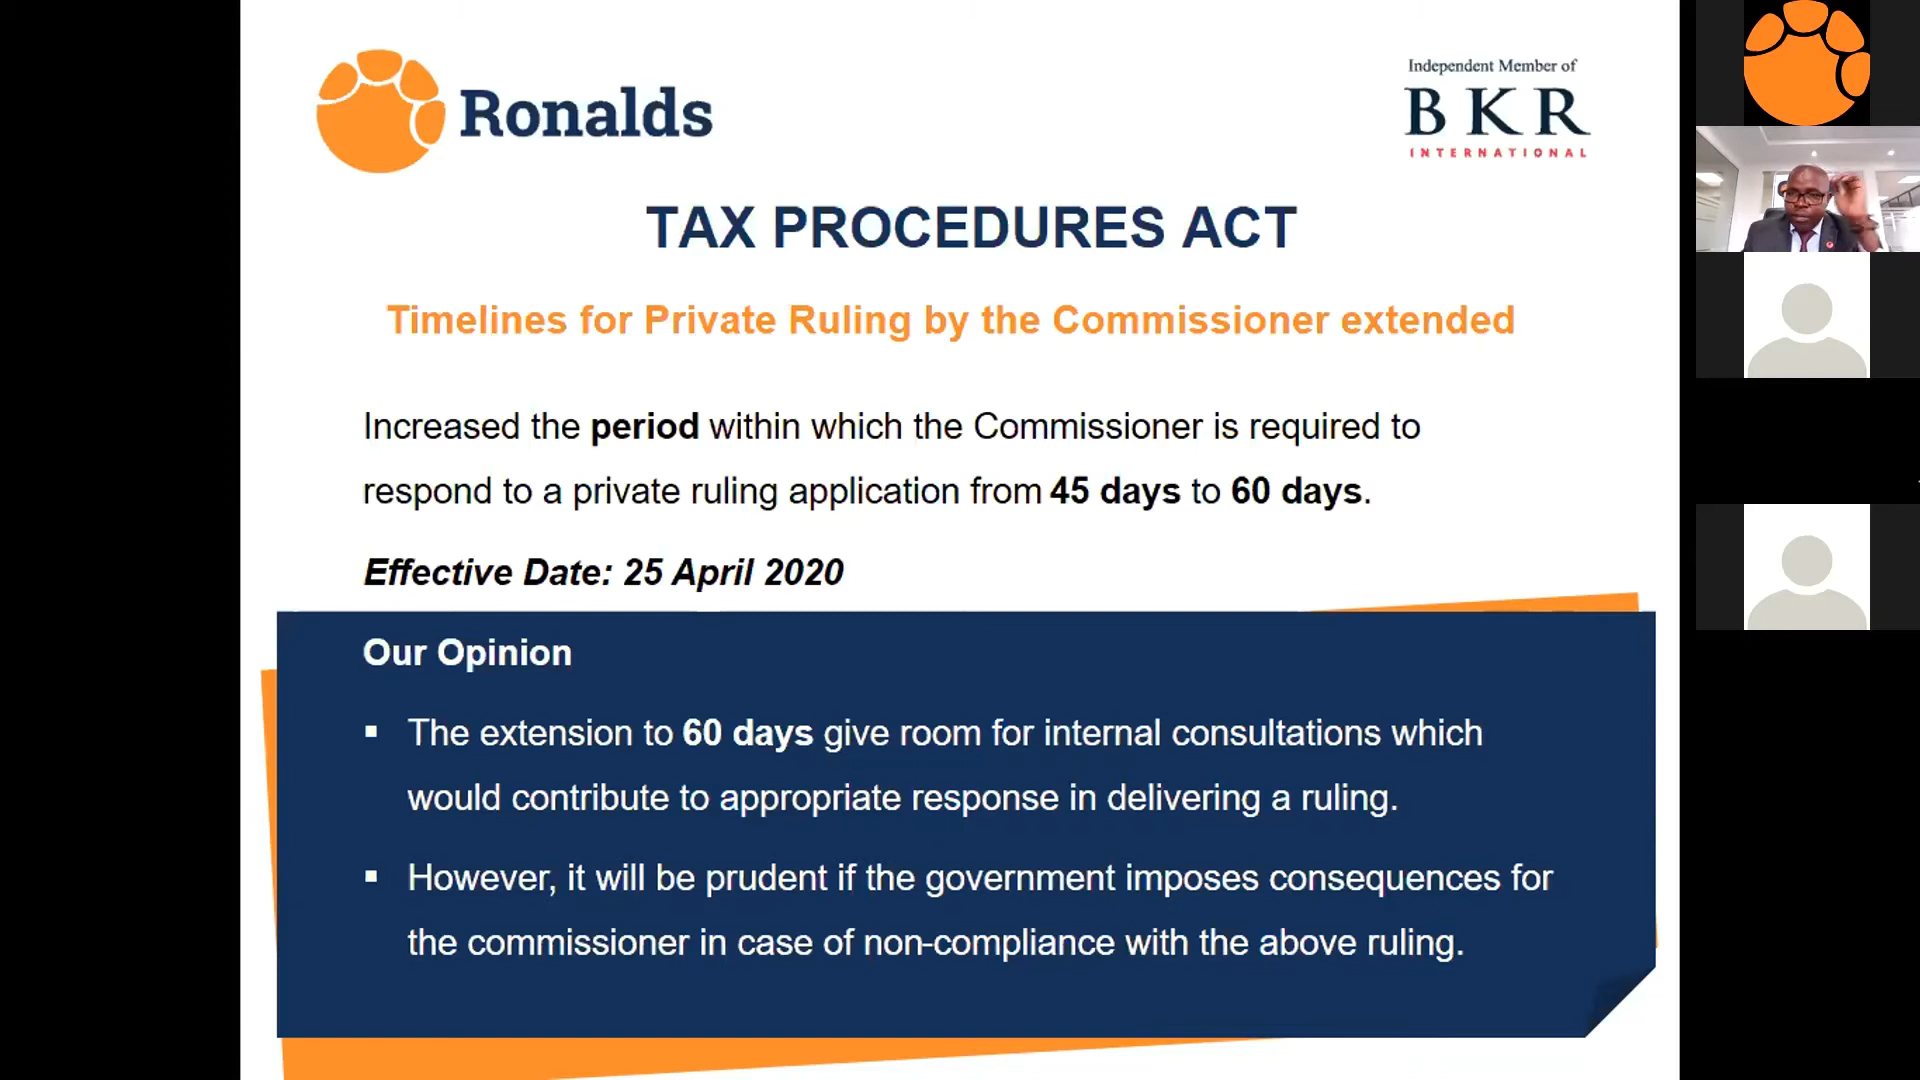 Ronalds
Independent Member of
BKR
INTERNATIONAL
TAX PROCEDURES ACT
Timelines for Private Ruling by the Commissioner extended
Increased the period within which the Commissioner is required to
respond to a private ruling application from 45 days to 60 days.
Effective Date: 25 April 2020
Our Opinion
▪ The extension to 60 days give room for internal consultations which
would contribute to appropriate response in delivering a ruling.
▪ However, it will be prudent if the government imposes consequences for
the commissioner in case of non-compliance with the above ruling.